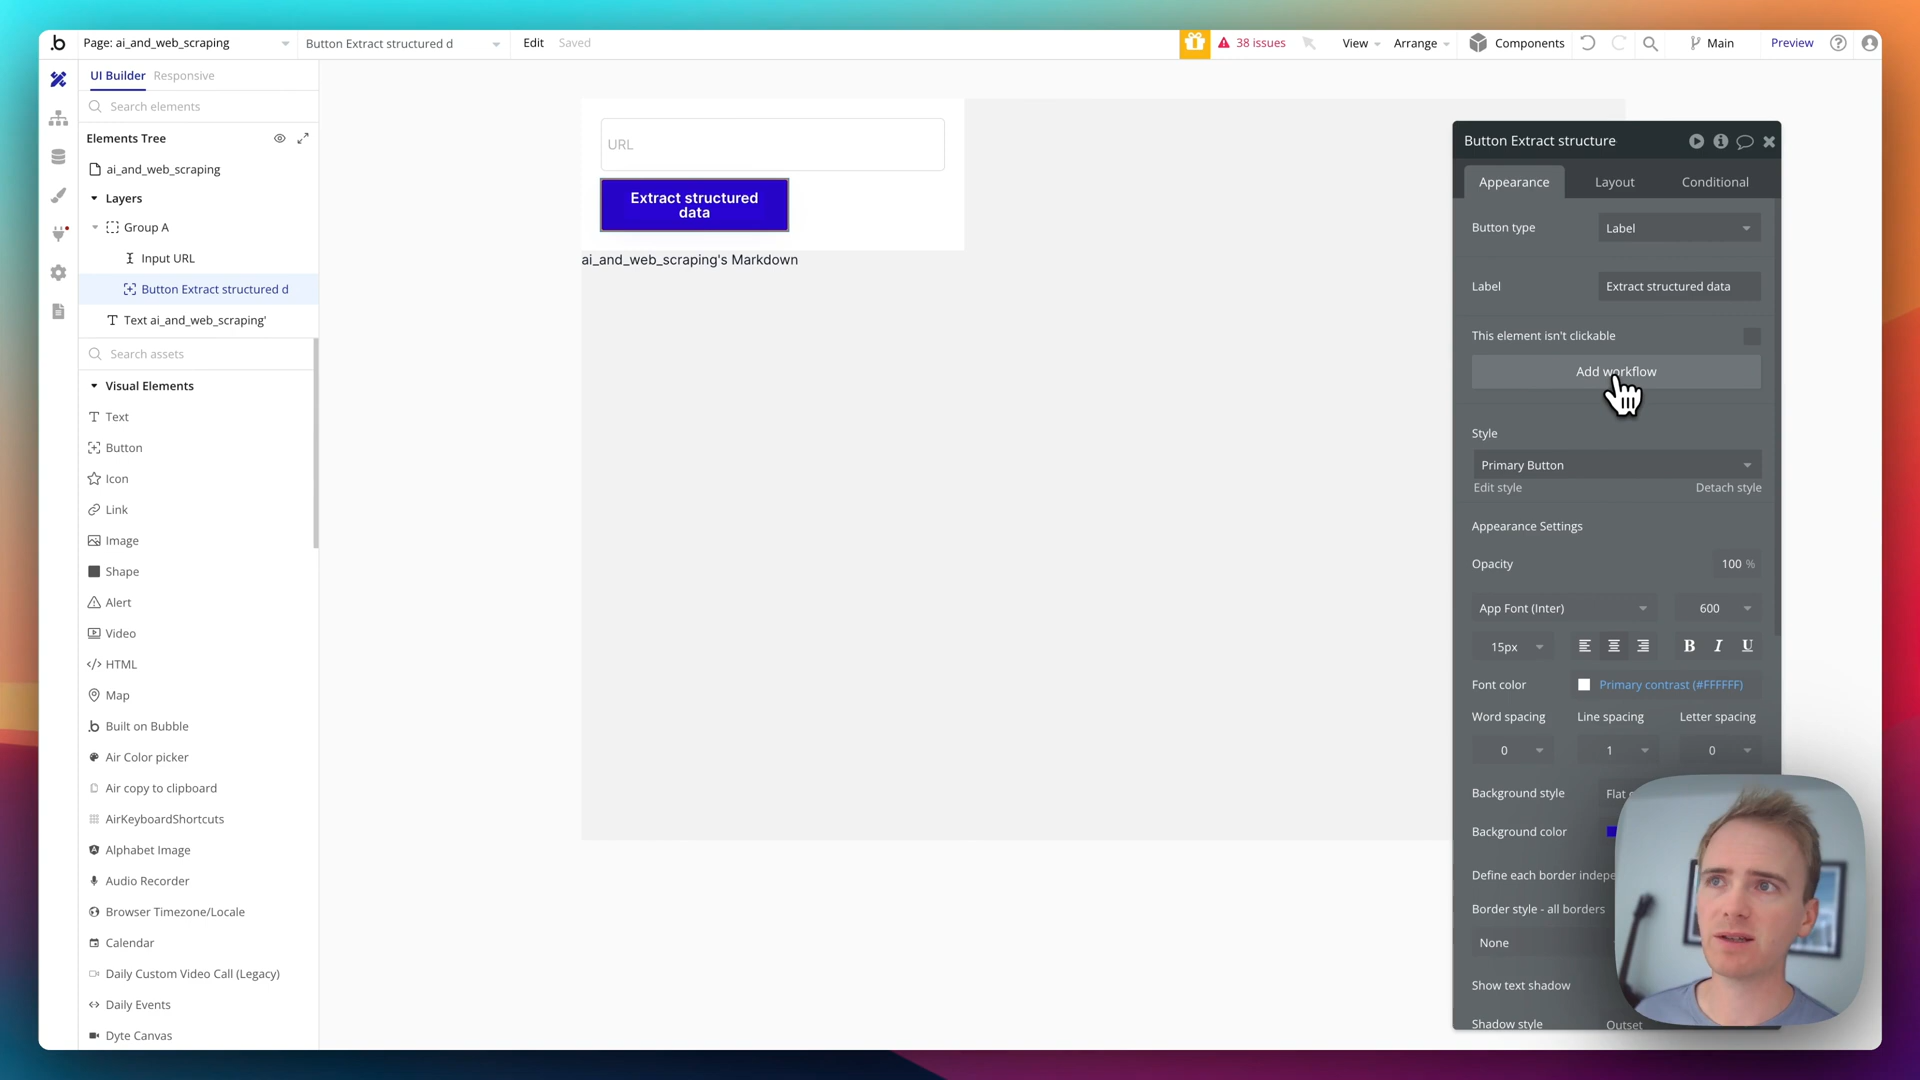 Page: ai_and_web_scraping
Button Extract structured d
Edit
Saved
38 issues
View
Arrange
Components
Main
Preview
UI Builder
Responsive
Search elements
Elements Tree
ai_and_web_scraping
Layers
Group A
Input URL
Button Extract structured d
Text ai_and_web_scraping'
Search assets
Visual Elements
Text
Button
Icon
Link
Image
Shape
Alert
Video
HTML
Map
Built on Bubble
Air Color picker
Air copy to clipboard
AirKeyboardShortcuts
Alphabet Image
Audio Recorder
Browser Timezone/Locale
Calendar
Daily Custom Video Call (Legacy)
Daily Events
Dyte Canvas
URL
Extract structured
data
ai_and_web_scraping's Markdown
Button Extract structure
Appearance
Layout
Conditional
Button type
Label
Label
Extract structured data
This element isn't clickable
Add workflow
Style
Primary Button
Edit style
Detach style
Appearance Settings
Opacity
100 %
App Font (Inter)
600
15px
B I U
Font color
Primary contrast (#FFFFFF)
Word spacing
Line spacing
Letter spacing
0
1
0
Background style
Flat
Background color
Define each border indepe
Border style - all borders
None
Show text shadow
Shadow style
Outset